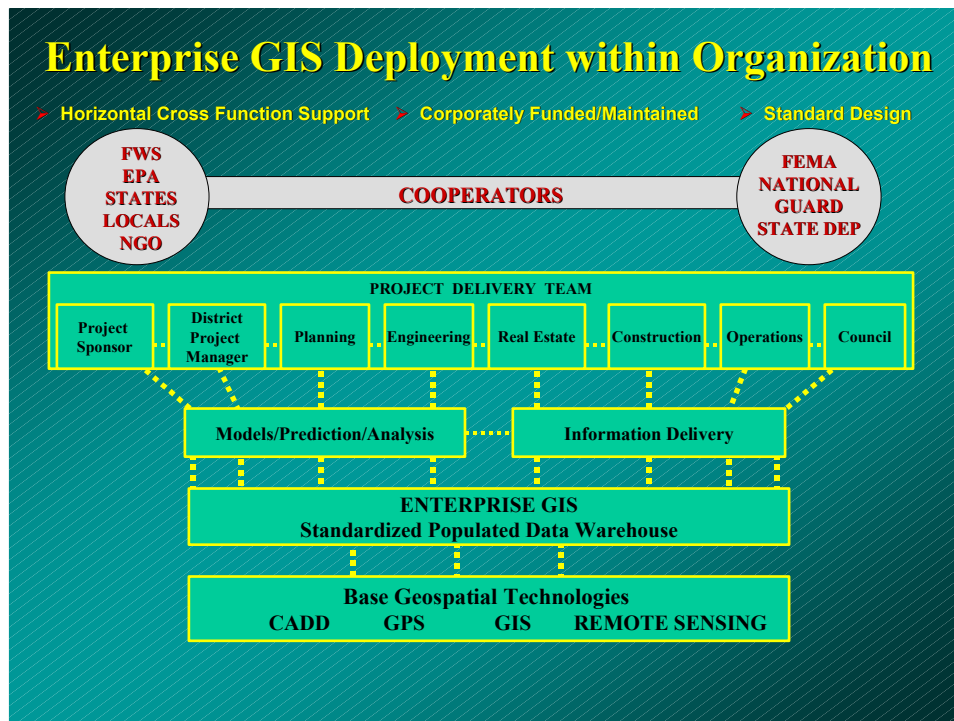 Enterprise GIS Deployment within Organization
Horizontal Cross Function Support
Corporately Funded/Maintained
Standard Design
FWS
EPA
STATES
LOCALS
NGO
COOPERATORS
FEMA
NATIONAL
GUARD
STATE DEP
PROJECT DELIVERY TEAM
Project
Sponsor
District
Project
Manager
Planning
Engineering
Real Estate
Construction
Operations
Council
Models/Prediction/Analysis
Information Delivery
ENTERPRISE GIS
Standardized Populated Data Warehouse
Base Geospatial Technologies
CADD GPS GIS REMOTE SENSING